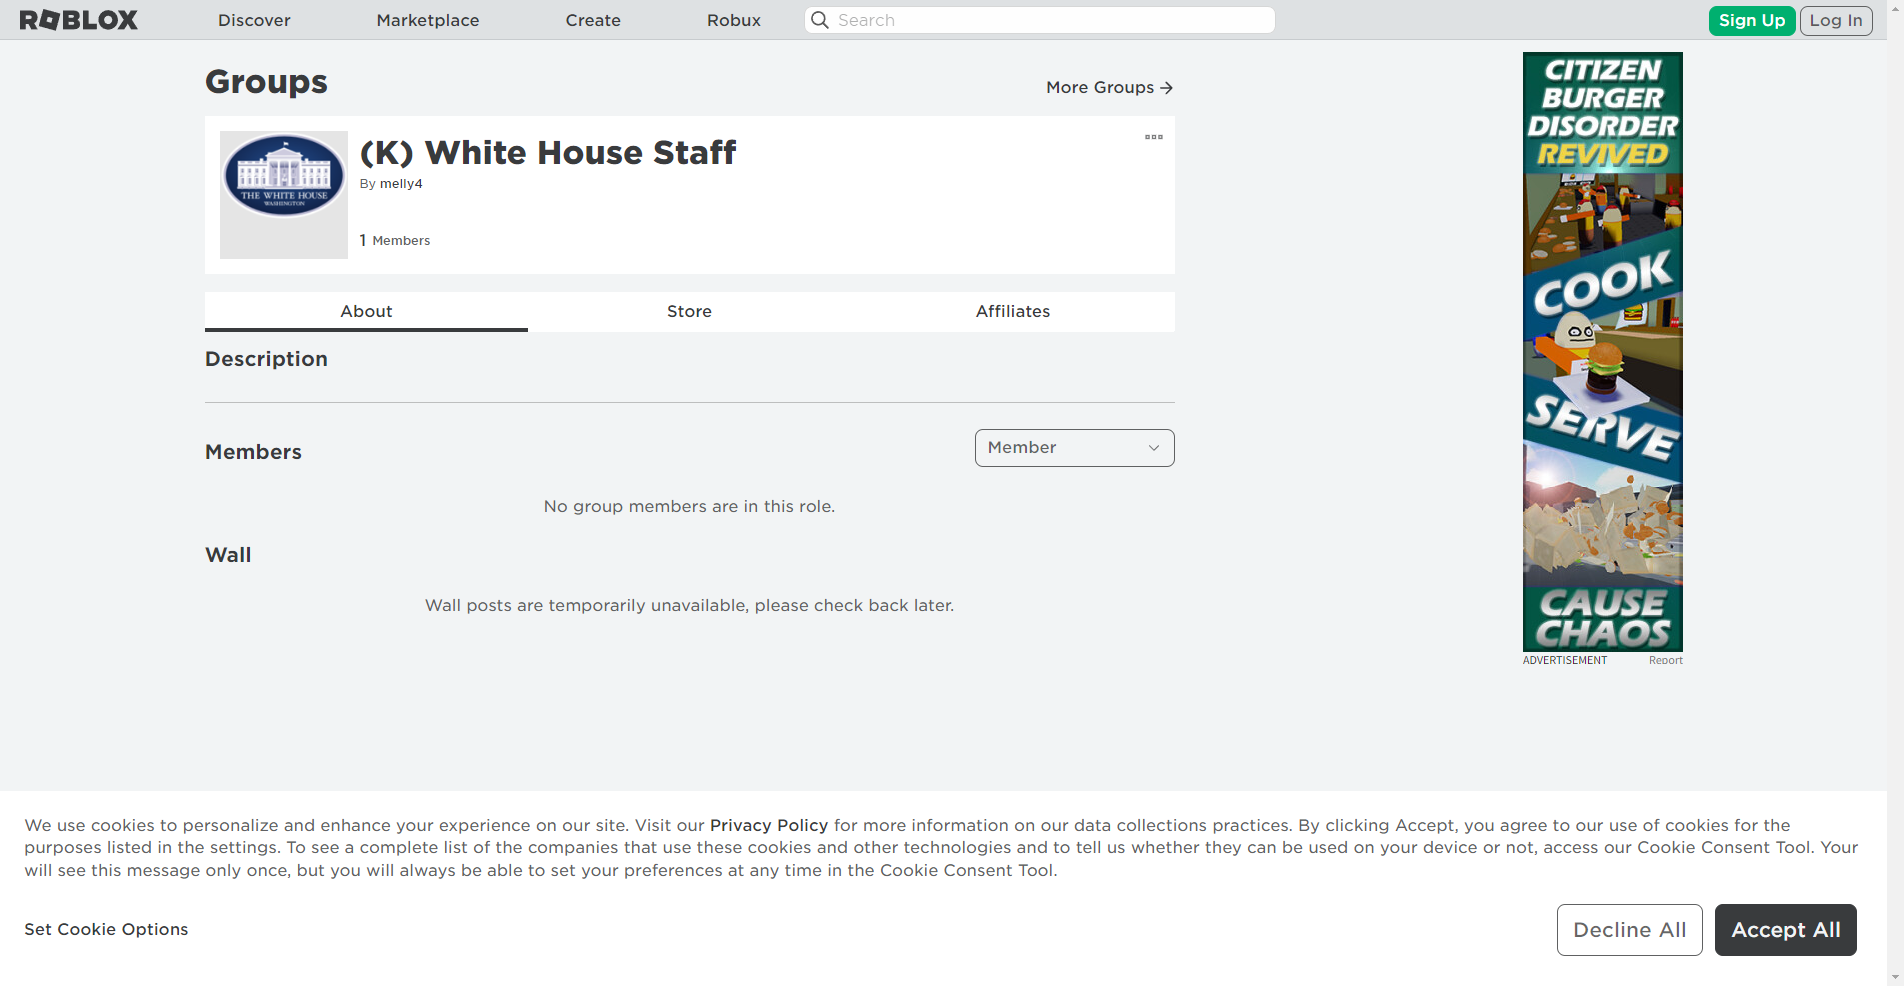 ROBLOX
Discover
Marketplace
Create
Robux
Search
Sign Up
Log In
Groups
More Groups
THE WHITE HOUSE
WASHINGTON
(K) White House Staff
By melly4
1 Members
About
Store
Affiliates
Description
Members
Member
No group members are in this role.
Wall
Wall posts are temporarily unavailable, please check back later.
CITIZEN
BURGER
DISORDER
REVIVED
COOK
SERVE
CAUSE
CHAOS
ADVERTISEMENT
Report
We use cookies to personalize and enhance your experience on our site. Visit our Privacy Policy for more information on our data collections practices. By clicking Accept, you agree to our use of cookies for the
purposes listed in the settings. To see a complete list of the companies that use these cookies and other technologies and to tell us whether they can be used on your device or not, access our Cookie Consent Tool. Your
will see this message only once, but you will always be able to set your preferences at any time in the Cookie Consent Tool.
Set Cookie Options
Decline All
Accept All